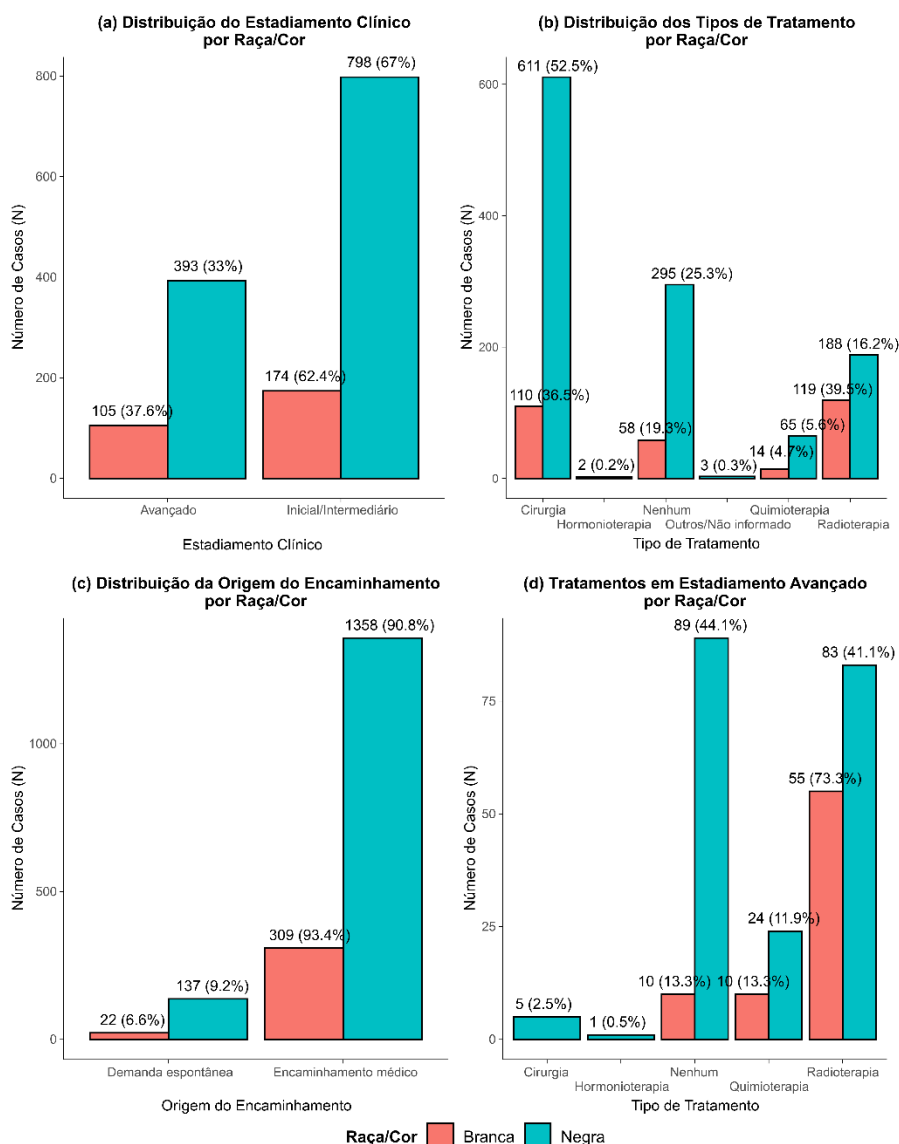 (a) Distribuição do Estadiamento Clínico
por Raça/Cor
798 (67%)
800
600
400
200
0
393 (33%)
174 (62.4%)
105 (37.6%)
Número de Casos (N)
Avançado
Inicial/Intermediário
Estadiamento Clínico
(b) Distribuição dos Tipos de Tratamento
por Raça/Cor
611 (52.5%)
600
400
200
0
295 (25.3%)
188 (16.2%)
110 (36.5%)
119 (39.5%)
58 (19.3%)
65 (5.6%)
14 (4.7%)
2 (0.2%)
3 (0.3%)
Número de Casos (N)
Cirurgia
Hormonioterapia
Nenhum
Outros/Não informado
Quimioterapia
Radioterapia
Tipo de Tratamento
(c) Distribuição da Origem do Encaminhamento
por Raça/Cor
1358 (90.8%)
1000
500
0
309 (93.4%)
137 (9.2%)
22 (6.6%)
Número de Casos (N)
Demanda espontânea
Encaminhamento médico
Origem do Encaminhamento
(d) Tratamentos em Estadiamento Avançado
por Raça/Cor
89 (44.1%)
83 (41.1%)
75
50
25
0
55 (73.3%)
24 (11.9%)
10 (13.3%)
10 (13.3%)
5 (2.5%)
1 (0.5%)
Número de Casos (N)
Cirurgia
Hormonioterapia
Nenhum
Quimioterapia
Radioterapia
Tipo de Tratamento
Raça/Cor
Branca
Negra